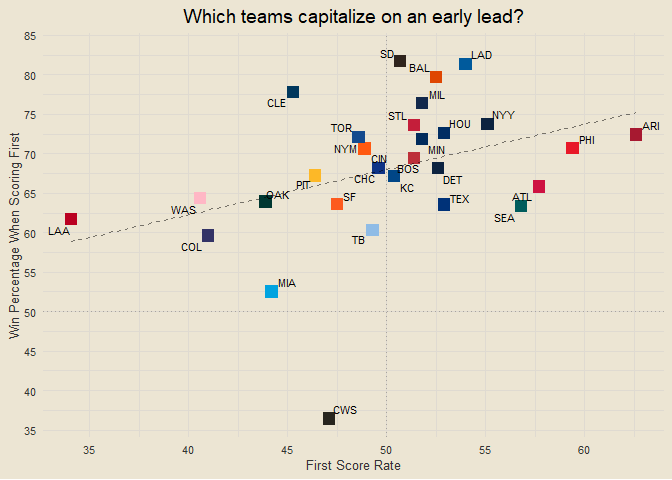 Which teams capitalize on an early lead?
Win Percentage When Scoring First
85
80
75
70
65
60
55
50
45
40
35
SD
LAD
BAL
CLE
MIL
STL
NYY
TOR
HOU
ARI
NYM
MIN
PHI
CIN
BOS
CHC
KC
DET
PIT
OAK
SF
TEX
ATL
WAS
SEA
LAA
TB
COL
MIA
CWS
35
40
45
50
55
60
First Score Rate